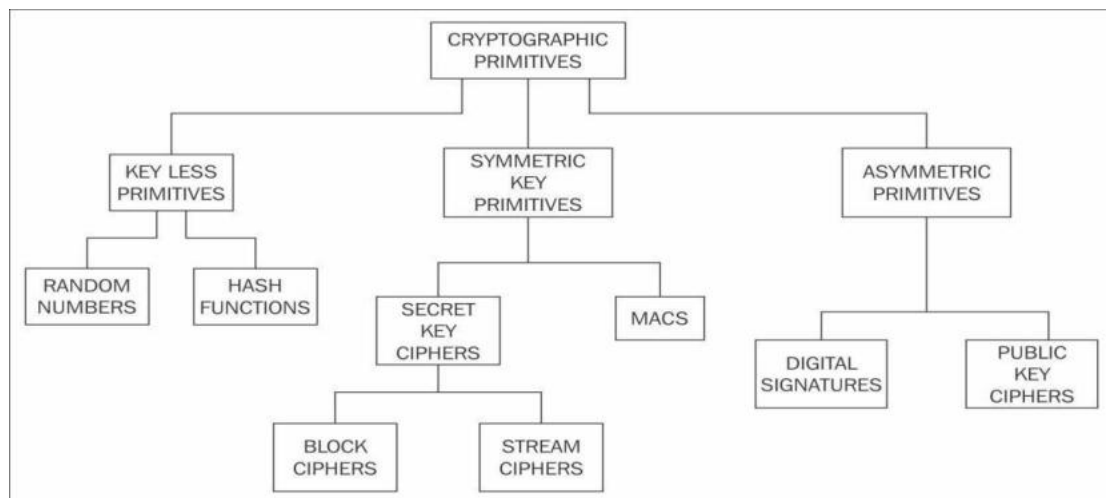 CRYPTOGRAPHIC
PRIMITIVES
KEY LESS
PRIMITIVES
SYMMETRIC
KEY
PRIMITIVES
ASYMMETRIC
PRIMITIVES
RANDOM
NUMBERS
HASH
FUNCTIONS
SECRET
KEY
CIPHERS
MACS
DIGITAL
SIGNATURES
PUBLIC
KEY
CIPHERS
BLOCK
CIPHERS
STREAM
CIPHERS